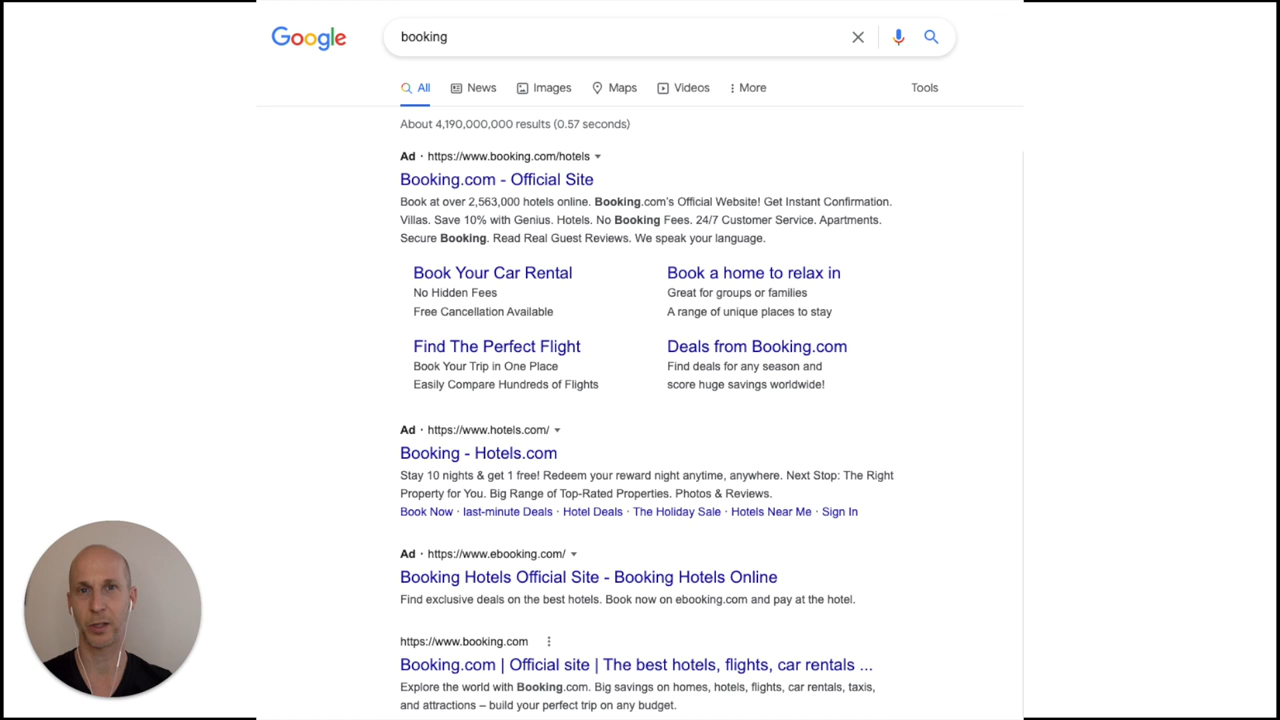 Google
booking
All
News
Images
Maps
Videos
More
Tools
About 4,190,000,000 results (0.57 seconds)
Ad · https://www.booking.com/hotels
Booking.com - Official Site
Book at over 2,563,000 hotels online. Booking.com's Official Website! Get Instant Confirmation.
Villas. Save 10% with Genius. Hotels. No Booking Fees. 24/7 Customer Service. Apartments.
Secure Booking. Read Real Guest Reviews. We speak your language.
Book Your Car Rental
No Hidden Fees
Free Cancellation Available
Book a home to relax in
Great for groups or families
A range of unique places to stay
Find The Perfect Flight
Book Your Trip in One Place
Easily Compare Hundreds of Flights
Deals from Booking.com
Find deals for any season and
score huge savings worldwide!
Ad · https://www.hotels.com/
Booking - Hotels.com
Stay 10 nights & get 1 free! Redeem your reward night anytime, anywhere. Next Stop: The Right
Property for You. Big Range of Top-Rated Properties. Photos & Reviews.
Book Now · last-minute Deals · Hotel Deals · The Holiday Sale · Hotels Near Me · Sign In
Ad · https://www.ebooking.com/
Booking Hotels Official Site - Booking Hotels Online
Find exclusive deals on the best hotels. Book now on ebooking.com and pay at the hotel.
https://www.booking.com
Booking.com | Official site | The best hotels, flights, car rentals ...
Explore the world with Booking.com. Big savings on homes, hotels, flights, car rentals, taxis,
and attractions – build your perfect trip on any budget.